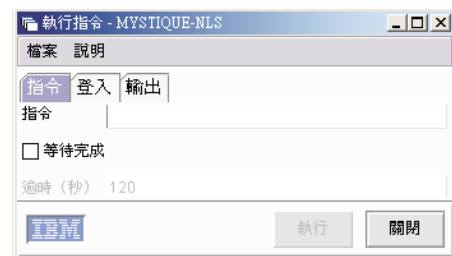 執行指令 - MYSTIQUE-NLS
檔案 說明
指令 登入 輸出
指令
等待完成
逾時（秒） 120
IBM 執行 關閉